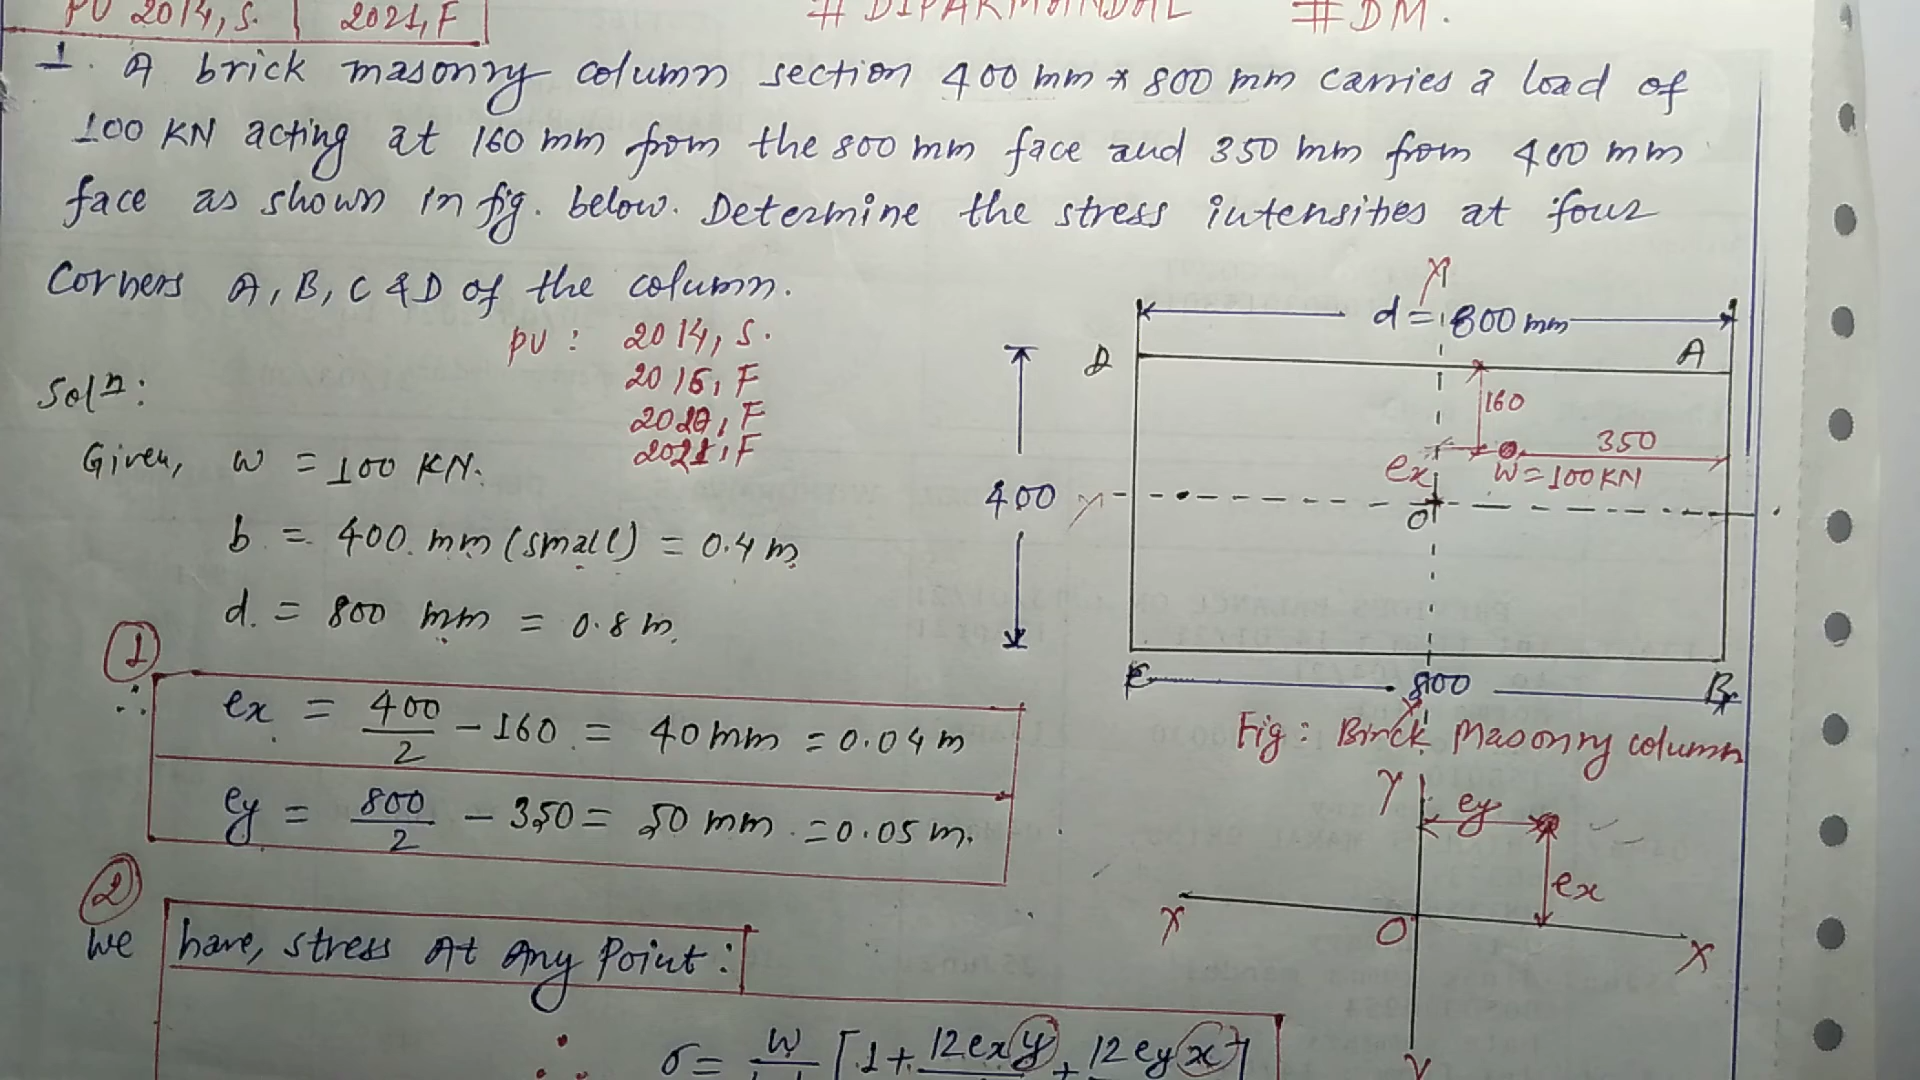 PU 2014, S. | 2021, F
# DIPAKMANDAL # DM.
1. A brick masonry column section 400 mm * 800 mm carries a load of
100 KN acting at 160 mm from the 800 mm face and 350 mm from 400 mm
face as shown in fig. below. Determine the stress intensities at four
Corners A, B, C & D of the column.
PU : 2014, S.
2015, F
2020, F
2021, F
Solⁿ:
Given, W = 100 KN.
b = 400 mm (small) = 0.4 m
d = 800 mm = 0.8 m.
Y
d = 800 mm
D A
160
350
ex W = 100 KN
400
O
C 800 B
Fig : Brick Masonry column
1
∴ ex = 400/2 - 160 = 40 mm = 0.04 m
ey = 800/2 - 350 = 50 mm = 0.05 m.
Y ey
ex
X O X
Y
2
We have, stress At Any Point :
∴ σ = W [1 + 12 ex y + 12 ey x]